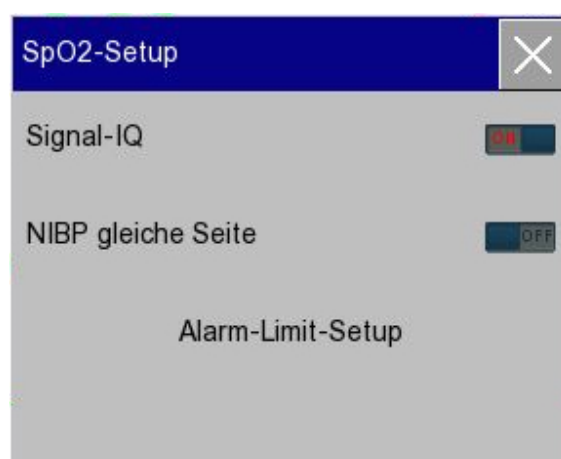 SpO2-Setup
Signal-IQ
ON
NIBP gleiche Seite
OFF
Alarm-Limit-Setup